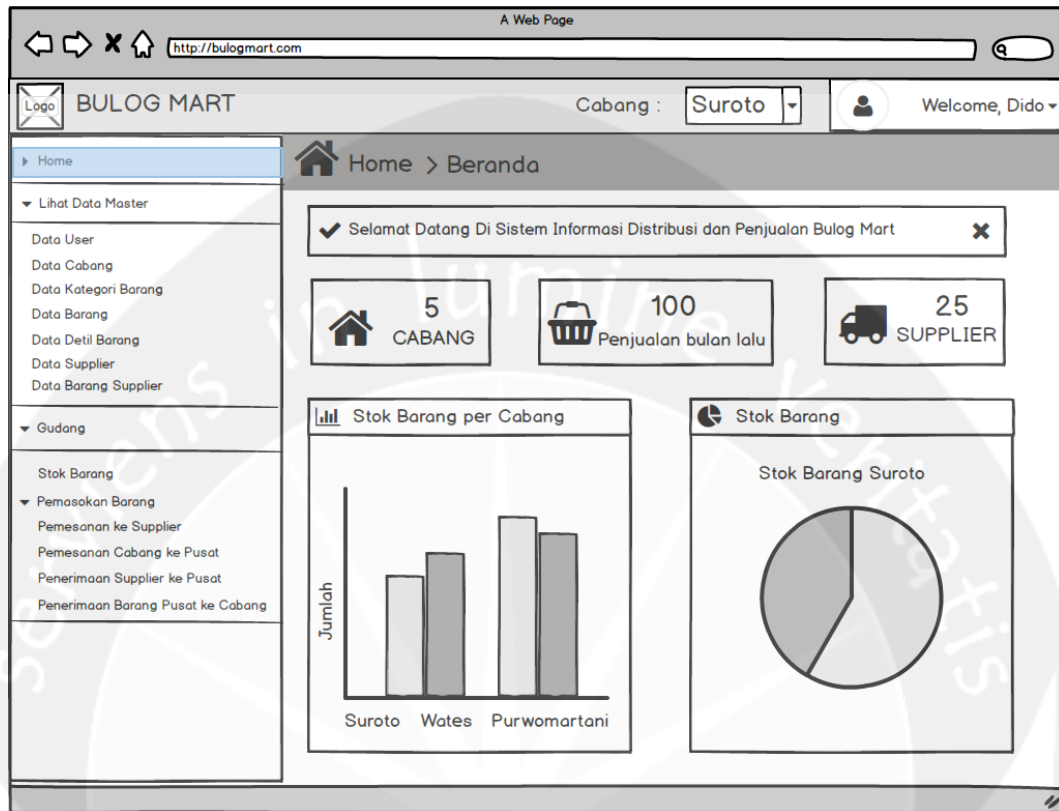 A Web Page
http://bulogmart.com
Logo
BULOG MART
Cabang :
Suroto
Welcome, Dido
Home
Lihat Data Master
Data User
Data Cabang
Data Kategori Barang
Data Barang
Data Detil Barang
Data Supplier
Data Barang Supplier
Gudang
Stok Barang
Pemasokan Barang
Pemesanan ke Supplier
Pemesanan Cabang ke Pusat
Penerimaan Supplier ke Pusat
Penerimaan Barang Pusat ke Cabang
Home > Beranda
Selamat Datang Di Sistem Informasi Distribusi dan Penjualan Bulog Mart
5
CABANG
100
Penjualan bulan lalu
25
SUPPLIER
Stok Barang per Cabang
Jumlah
Suroto Wates Purwomartani
Stok Barang
Stok Barang Suroto
serviens in lumine veritatis